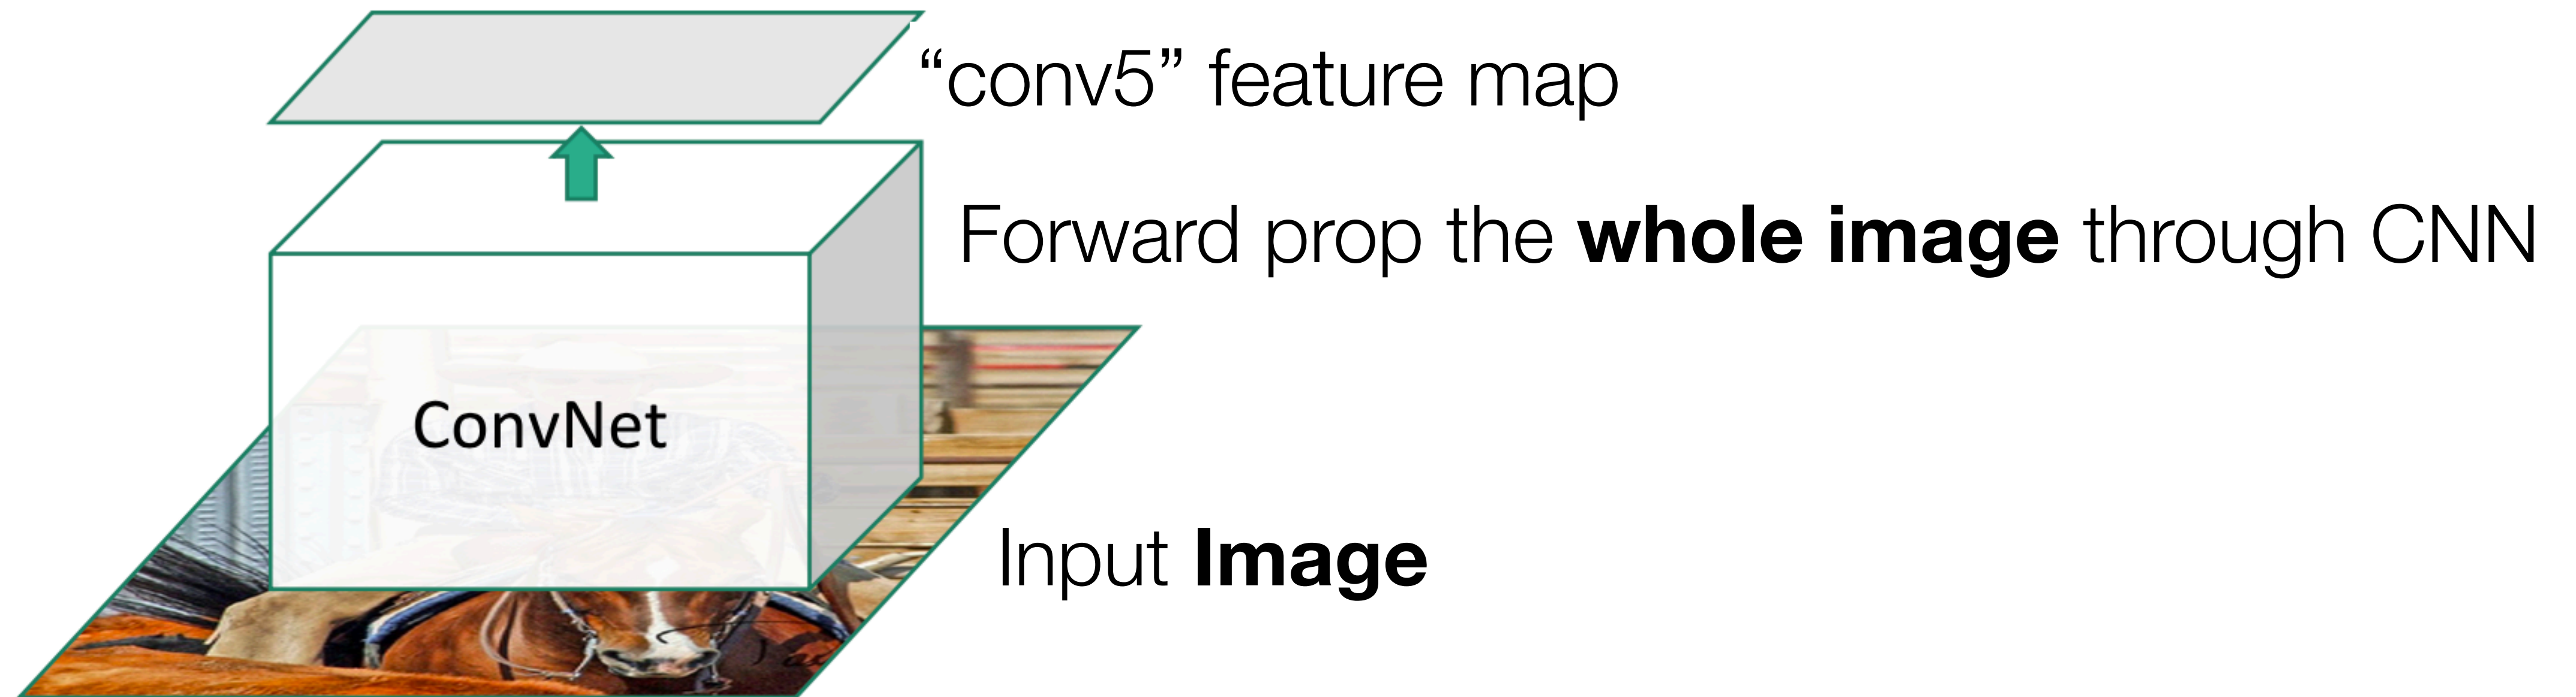 “conv5” feature map
Forward prop the whole image through CNN
ConvNet
Input Image